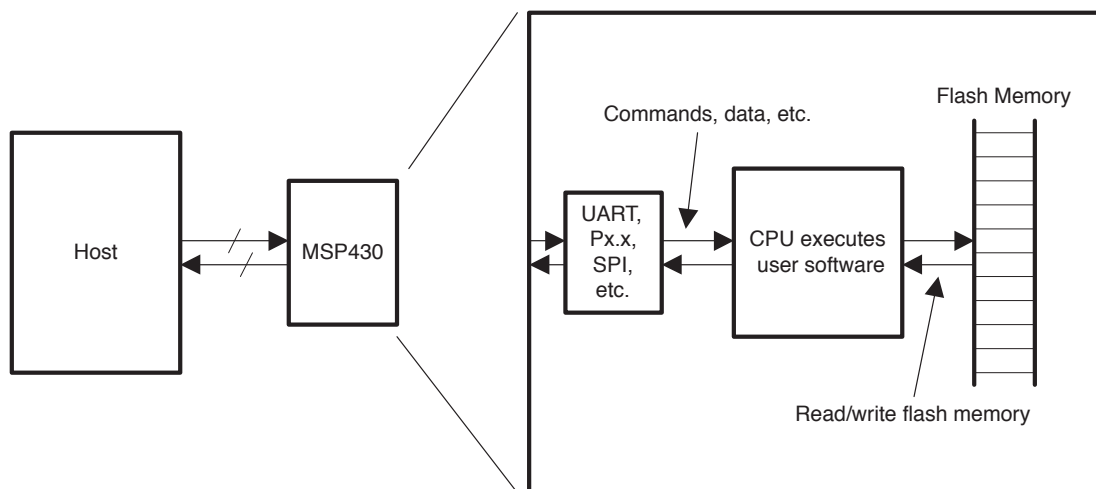 Host
MSP430
UART,
Px.x,
SPI,
etc.
Commands, data, etc.
CPU executes
user software
Flash Memory
Read/write flash memory